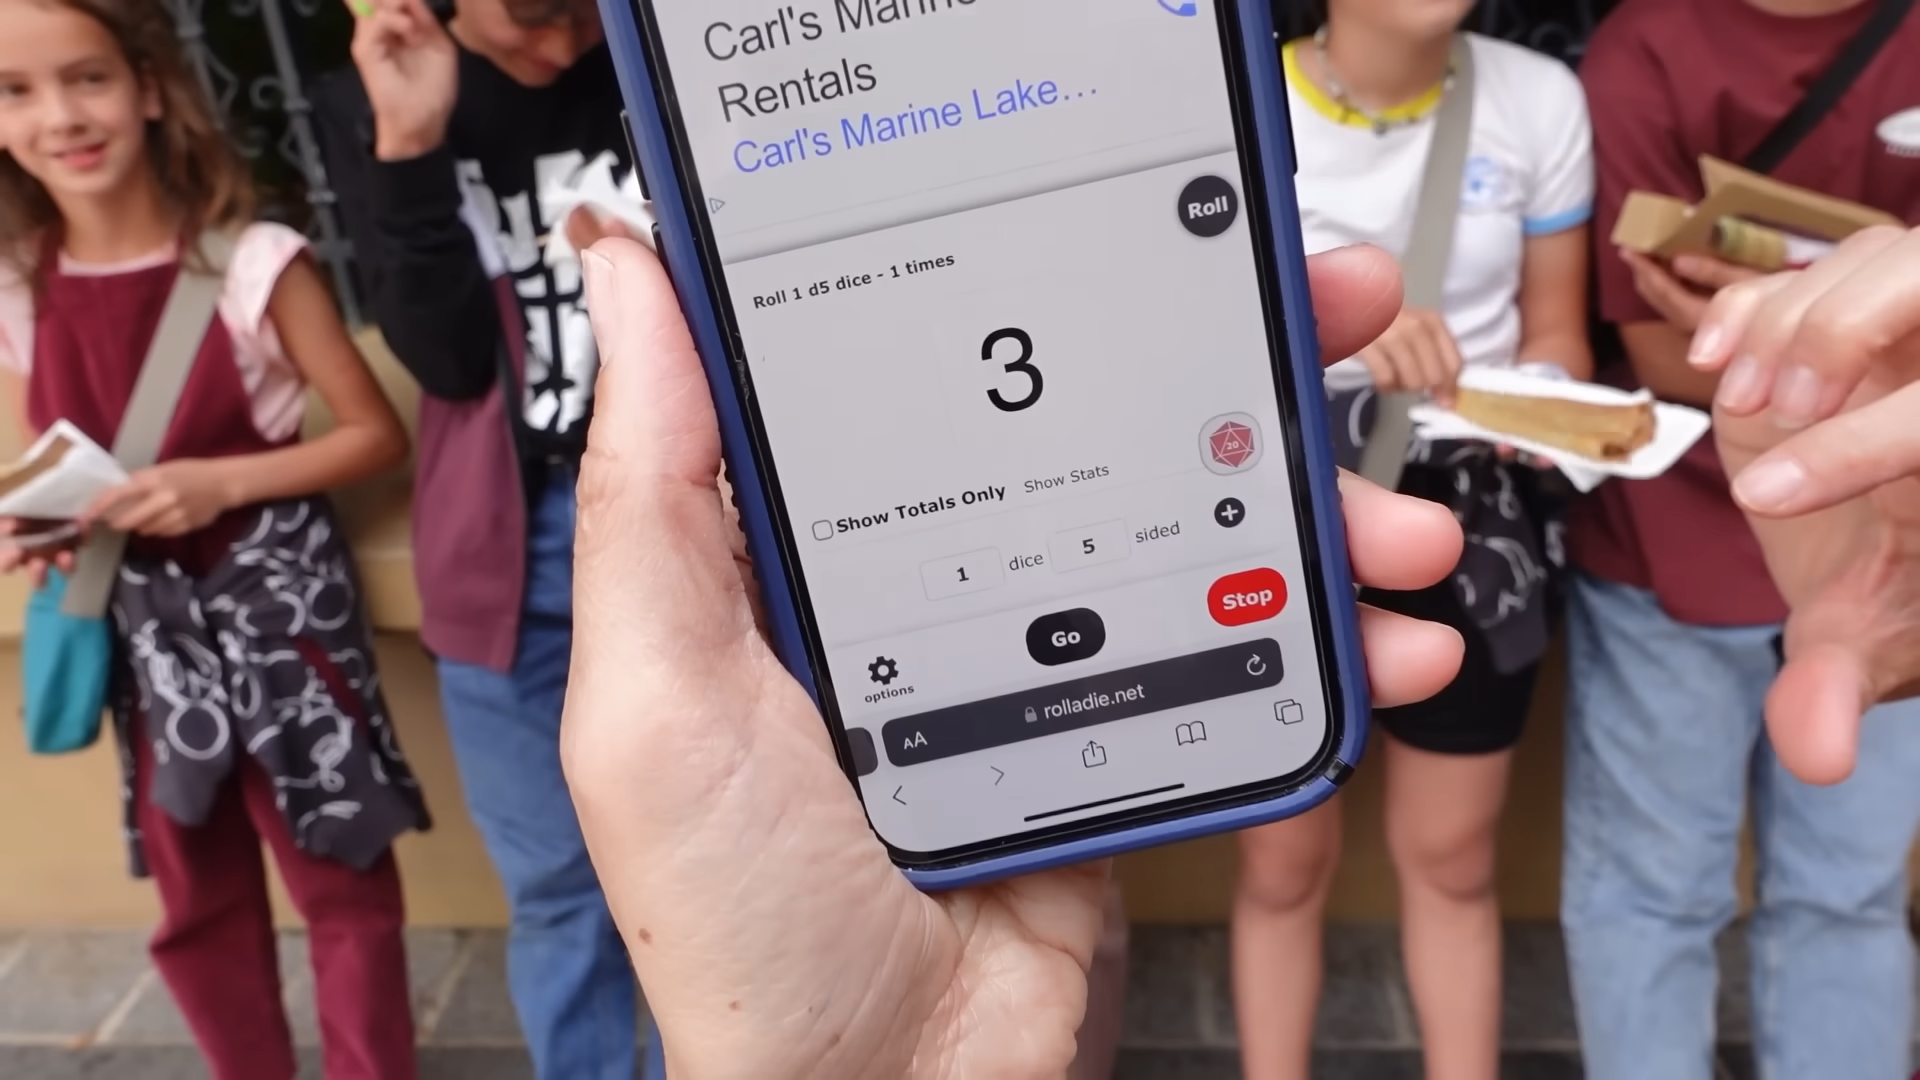 Carl's Marine
Rentals
Carl's Marine Lake...
Roll
Roll 1 d5 dice - 1 times
3
20
Show Totals Only Show Stats
1 dice 5 sided
Go
Stop
options
AA rolladie.net